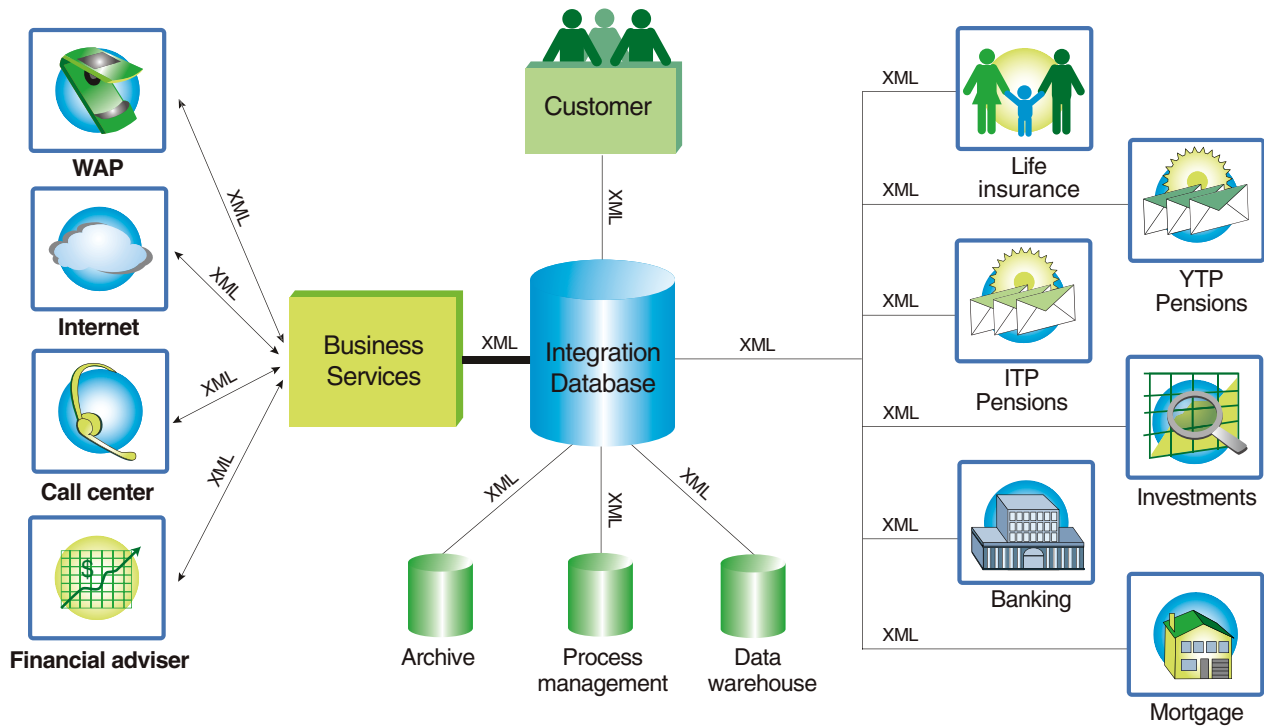 WAP
XML
Internet
XML
Call center
XML
Financial adviser
XML
Business
Services
XML
Customer
XML
Integration
Database
XML
Archive
XML
Process
management
XML
Data
warehouse
XML
XML
Life
insurance
XML
YTP
Pensions
XML
ITP
Pensions
XML
Investments
XML
Banking
XML
Mortgage
$